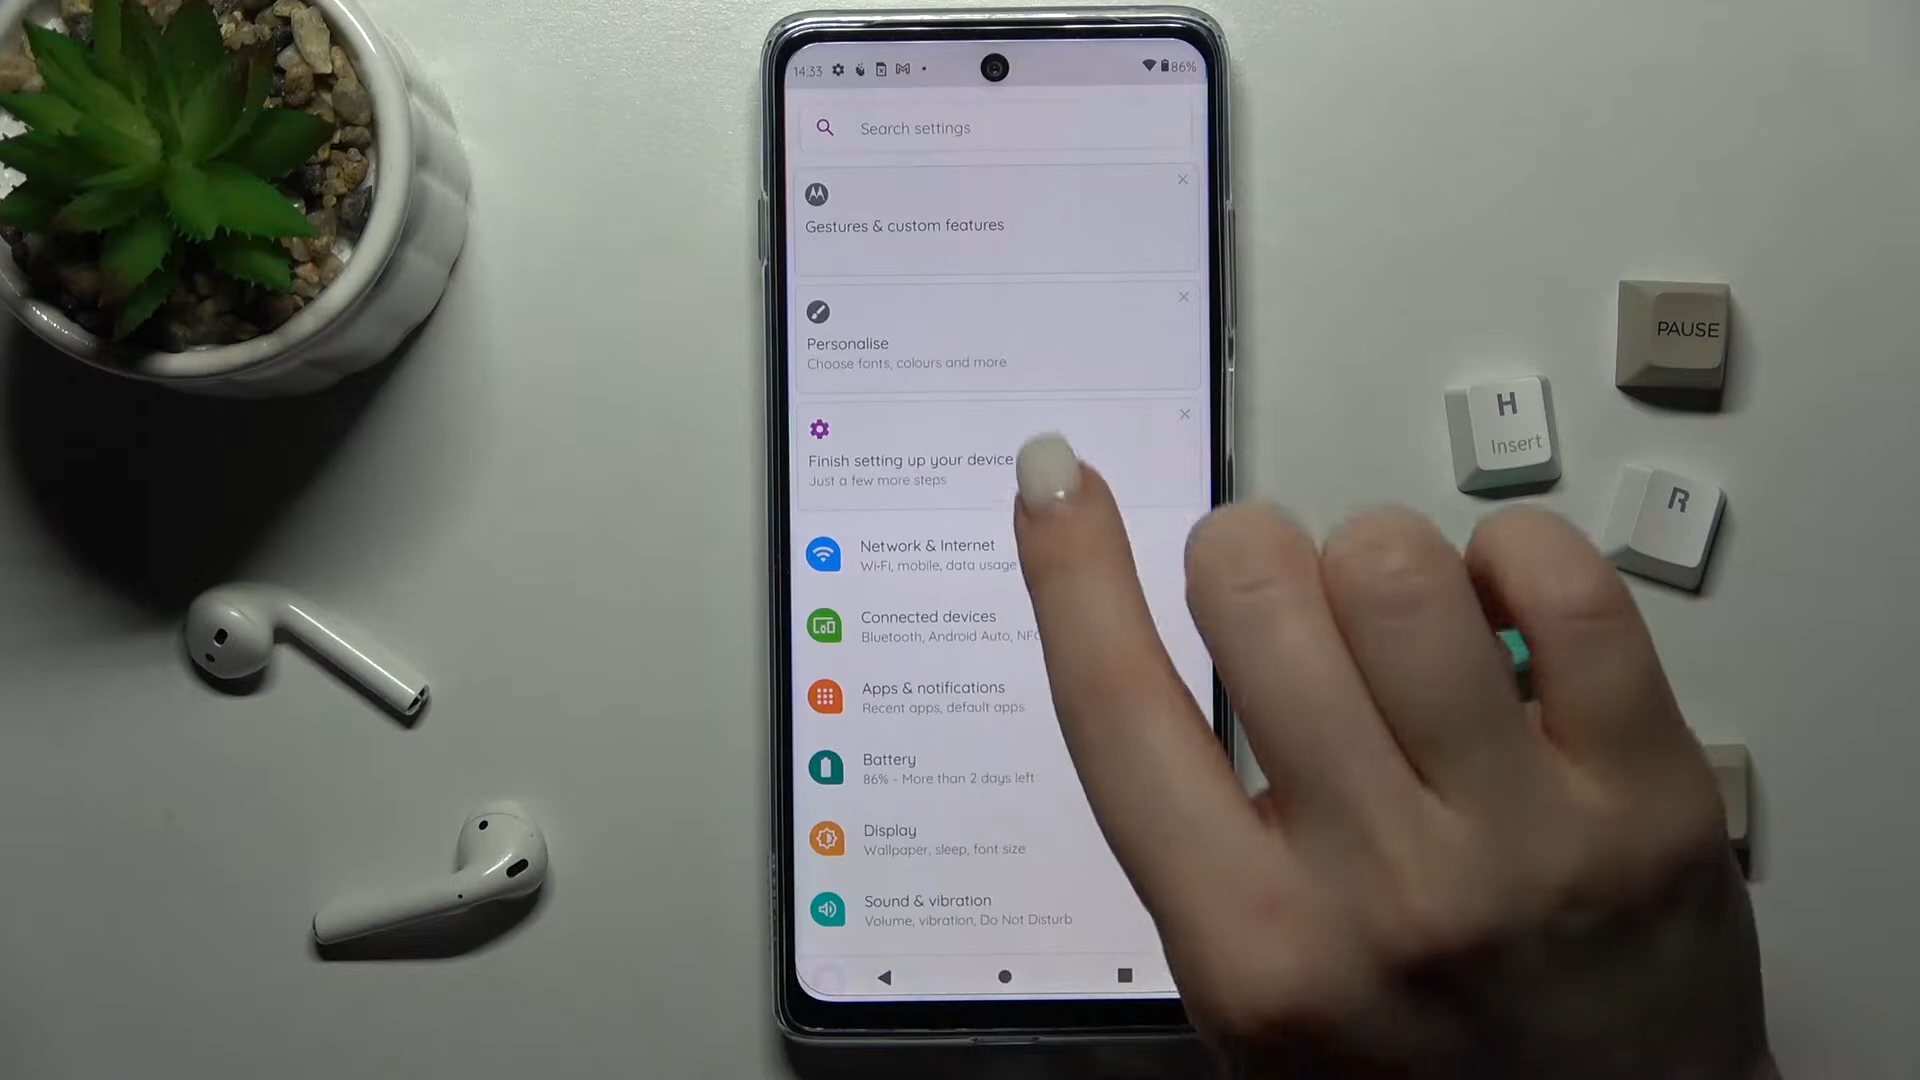 14:33
86%
Search settings
Gestures & custom features
Personalise
Choose fonts, colours and more
Finish setting up your device
Just a few more steps
Network & Internet
Wi-Fi, mobile, data usage
Connected devices
Bluetooth, Android Auto, NFC
Apps & notifications
Recent apps, default apps
Battery
86% - More than 2 days left
Display
Wallpaper, sleep, font size
Sound & vibration
Volume, vibration, Do Not Disturb
PAUSE
H
Insert
R